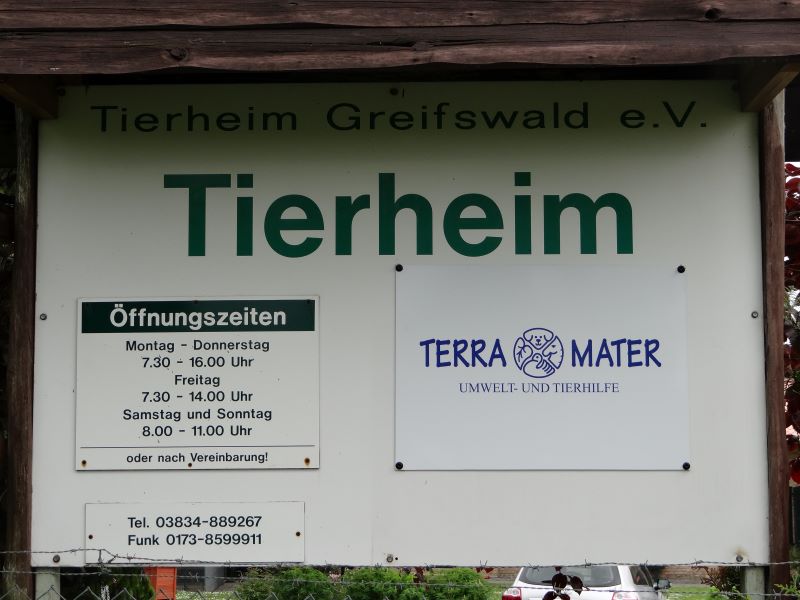 Tierheim Greifswald e.V.
Tierheim
Öffnungszeiten
Montag - Donnerstag
7.30 - 16.00 Uhr
Freitag
7.30 - 14.00 Uhr
Samstag und Sonntag
8.00 - 11.00 Uhr
oder nach Vereinbarung!
TERRA MATER
UMWELT- UND TIERHILFE
Tel. 03834-889267
Funk 0173-8599911